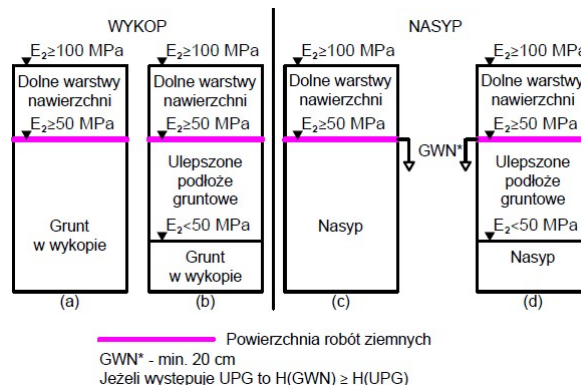 WYKOP
NASYP
E₂≥100 MPa
E₂≥100 MPa
E₂≥100 MPa
E₂≥100 MPa
Dolne warstwy
nawierzchni
Dolne warstwy
nawierzchni
Dolne warstwy
nawierzchni
Dolne warstwy
nawierzchni
E₂≥50 MPa
E₂≥50 MPa
E₂≥50 MPa
E₂≥50 MPa
GWN*
Grunt
w wykopie
Ulepszone
podłoże
gruntowe
E₂<50 MPa
Grunt
w wykopie
Nasyp
Ulepszone
podłoże
gruntowe
E₂<50 MPa
Nasyp
(a)
(b)
(c)
(d)
Powierzchnia robót ziemnych
GWN* - min. 20 cm
Jeżeli występuje UPG to H(GWN) ≥ H(UPG)